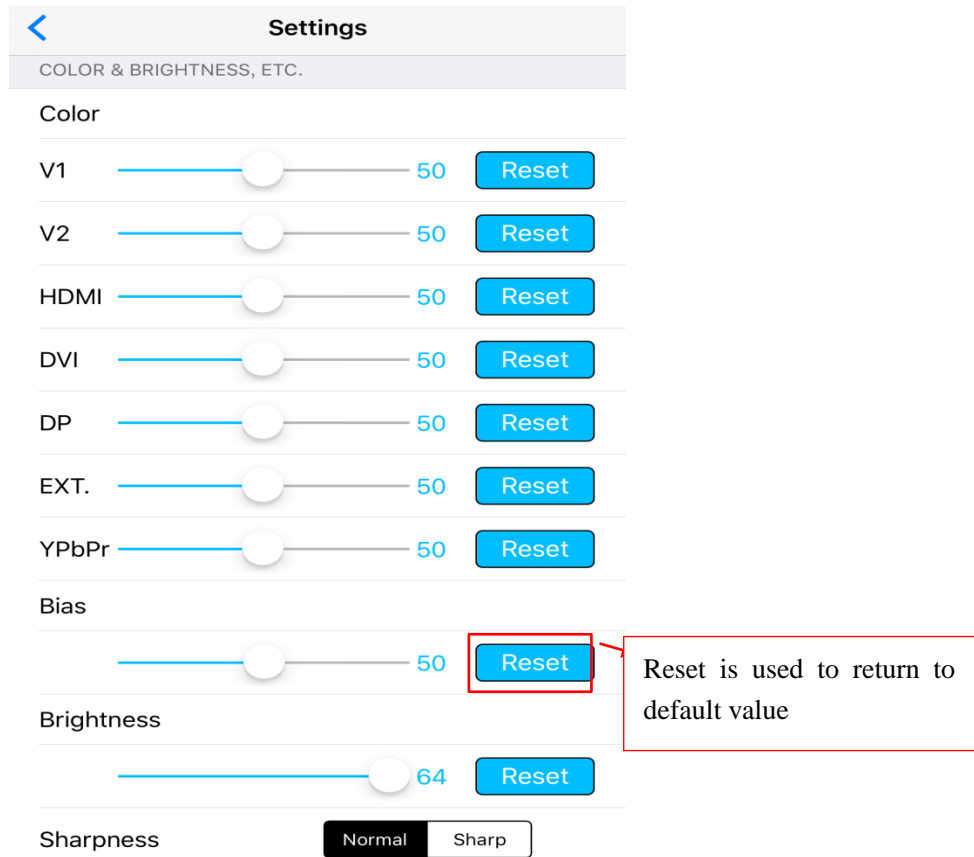 Settings
COLOR & BRIGHTNESS, ETC.
Color
V1 50 Reset
V2 50 Reset
HDMI 50 Reset
DVI 50 Reset
DP 50 Reset
EXT. 50 Reset
YPbPr 50 Reset
Bias
50 Reset
Reset is used to return to
default value
Brightness
64 Reset
Sharpness Normal Sharp